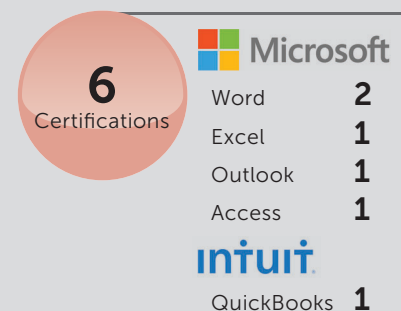 6
Certifications
Microsoft
Word 2
Excel 1
Outlook 1
Access 1
intuit
QuickBooks 1